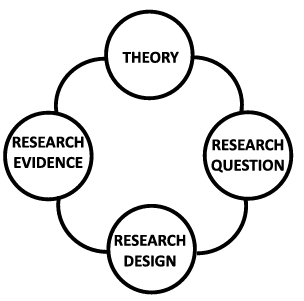 THEORY
RESEARCH
EVIDENCE
RESEARCH
QUESTION
RESEARCH
DESIGN